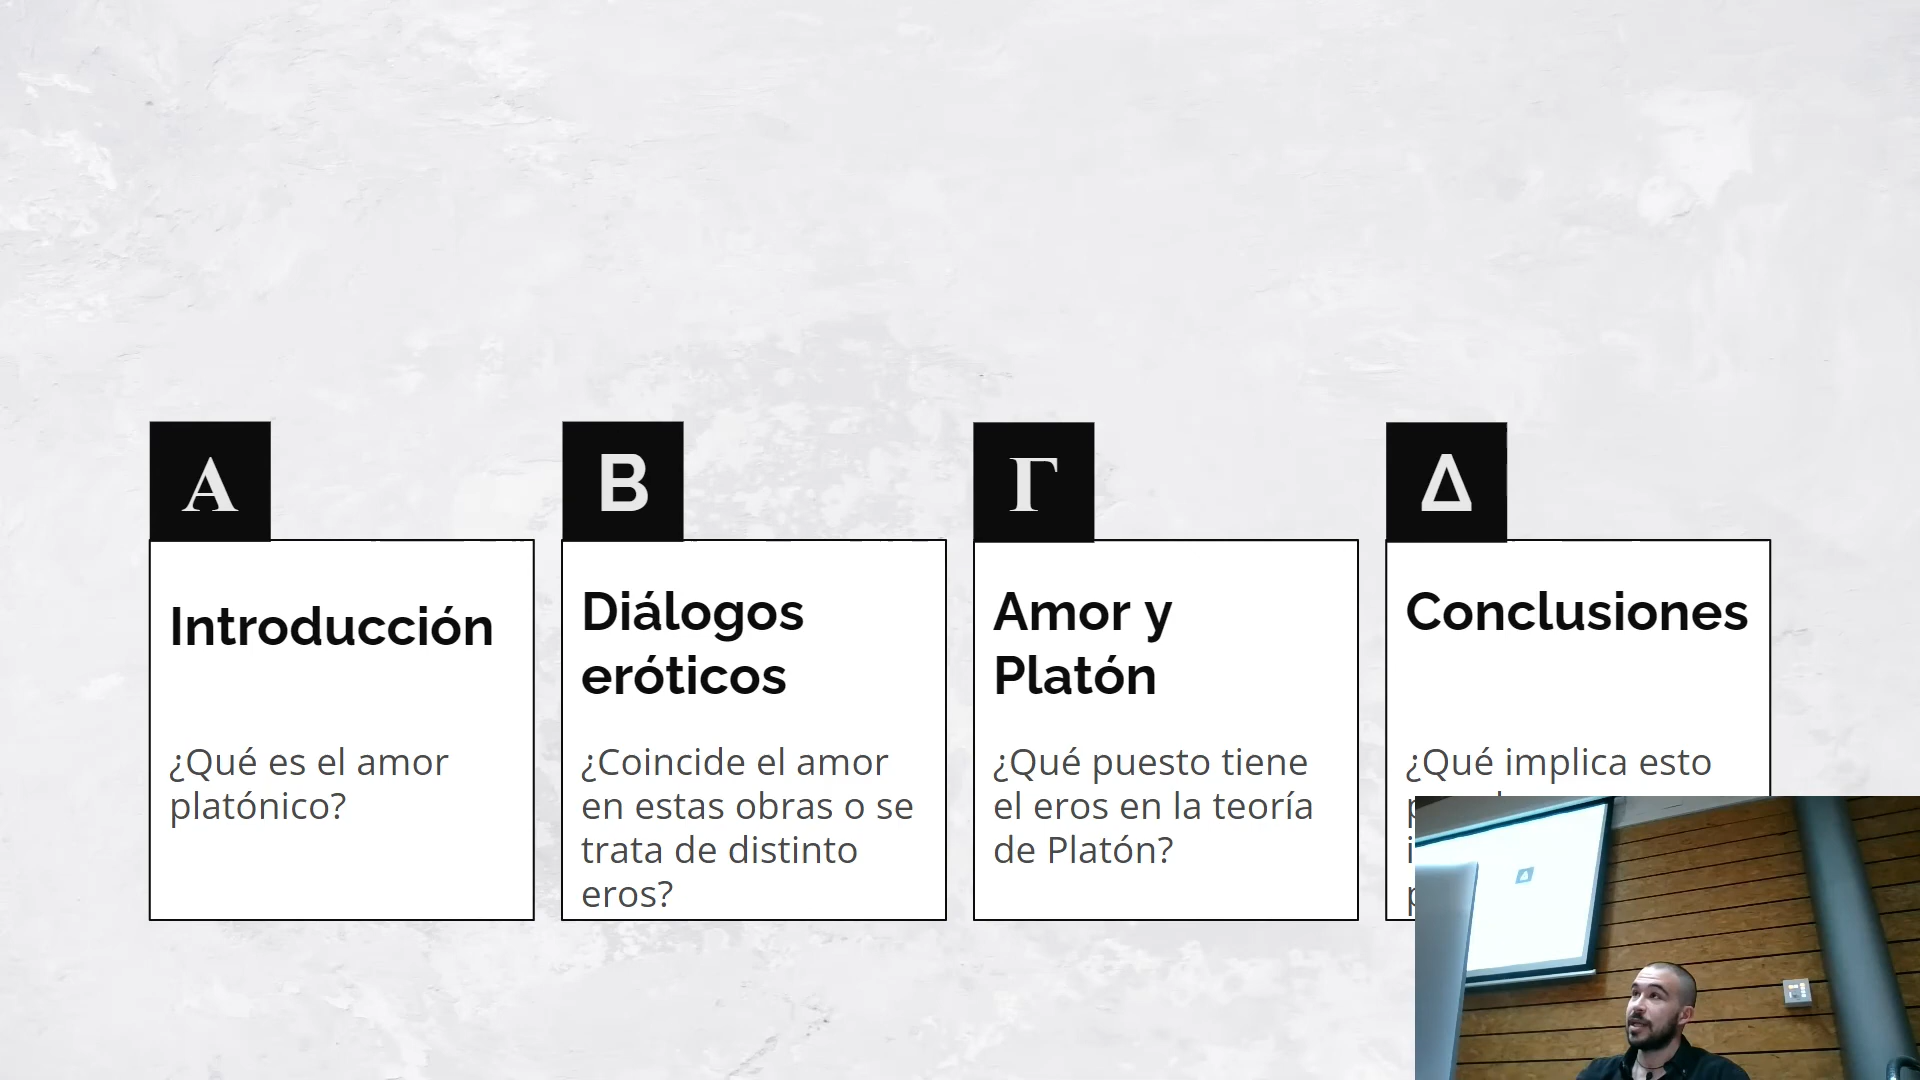 Α
Introducción
¿Qué es el amor
platónico?
Β
Diálogos
eróticos
¿Coincide el amor
en estas obras o se
trata de distinto
eros?
Γ
Amor y
Platón
¿Qué puesto tiene
el eros en la teoría
de Platón?
Δ
Conclusiones
¿Qué implica esto